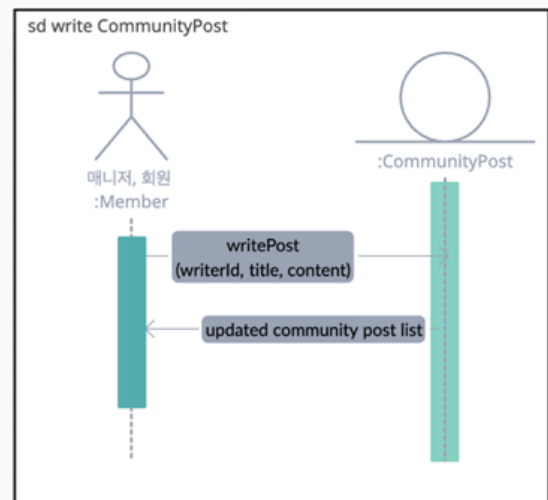 sd write CommunityPost
매니저, 회원
:Member
:CommunityPost
writePost
(writerId, title, content)
updated community post list